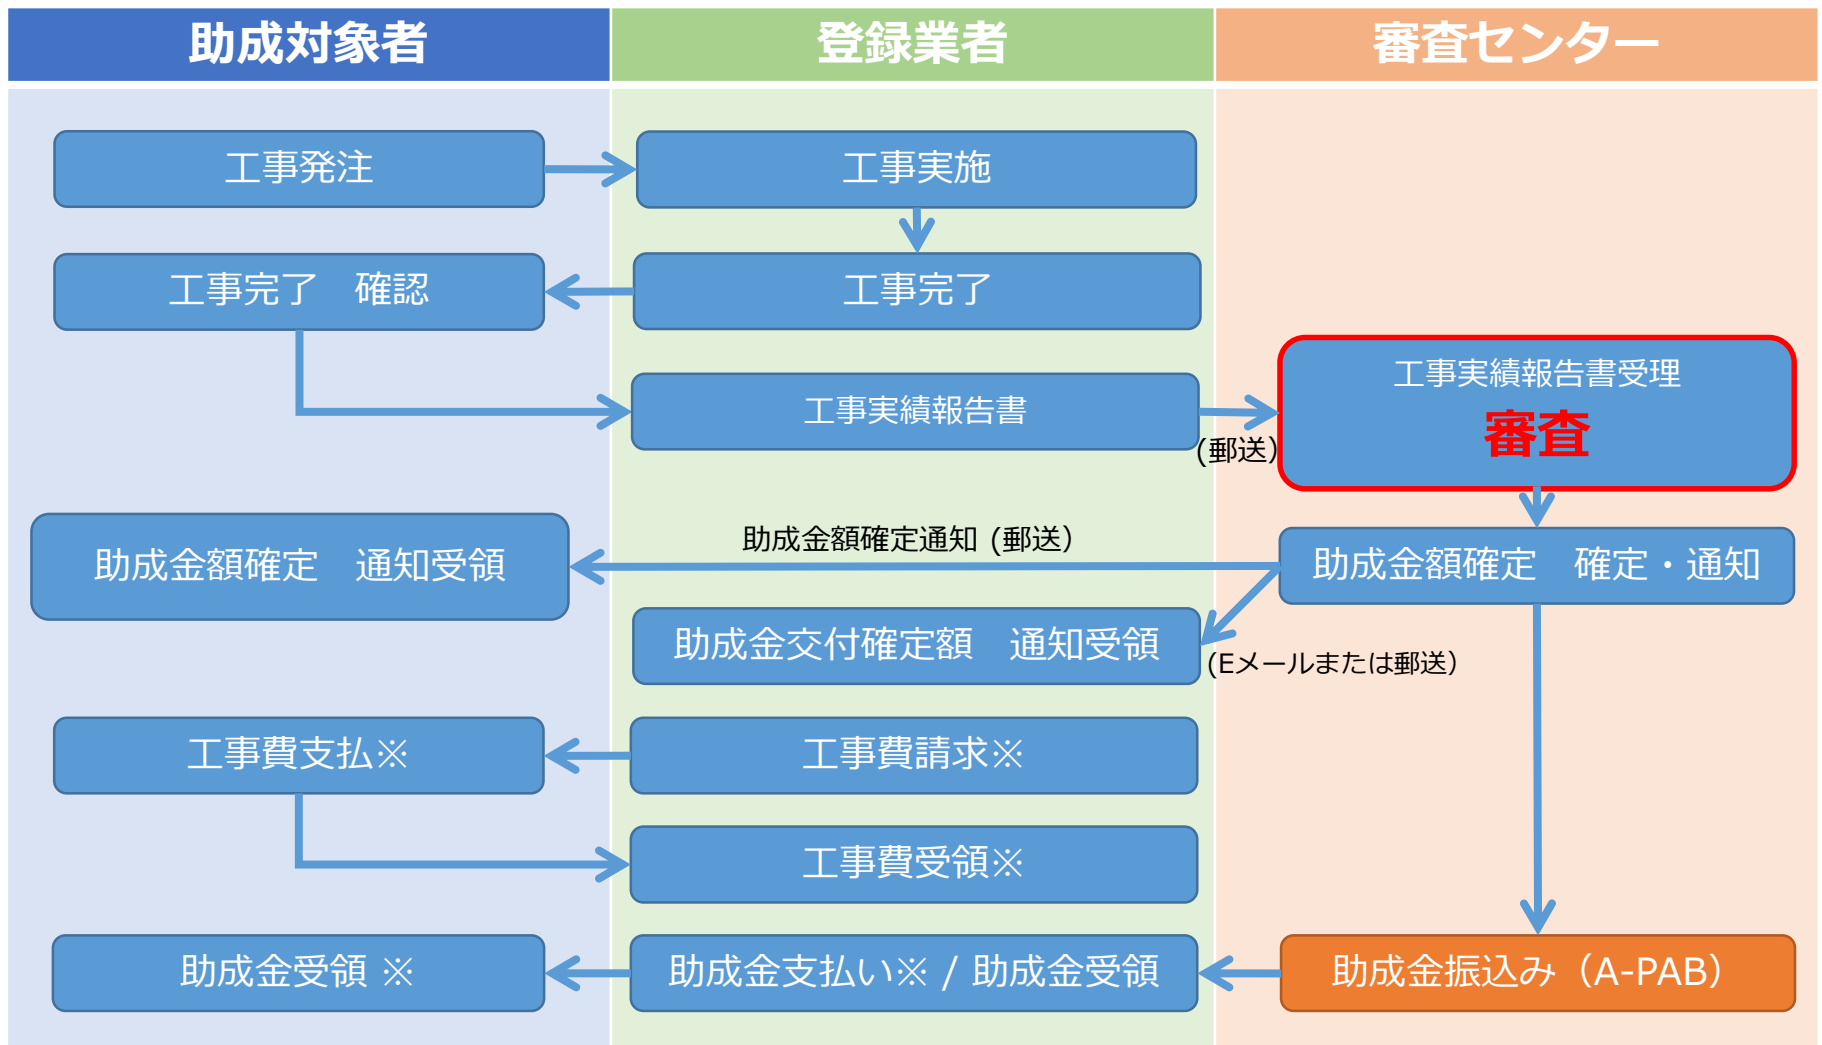 助成対象者
登録業者
審査センター
工事発注
工事実施
工事完了　確認
工事完了
工事実績報告書
(郵送）
工事実績報告書受理
審査
助成金額確定　通知受領
助成金額確定通知 (郵送）
助成金額確定　確定・通知
助成金交付確定額　通知受領
(Eメールまたは郵送）
工事費支払※
工事費請求※
工事費受領※
助成金受領 ※
助成金支払い※ / 助成金受領
助成金振込み（A-PAB）